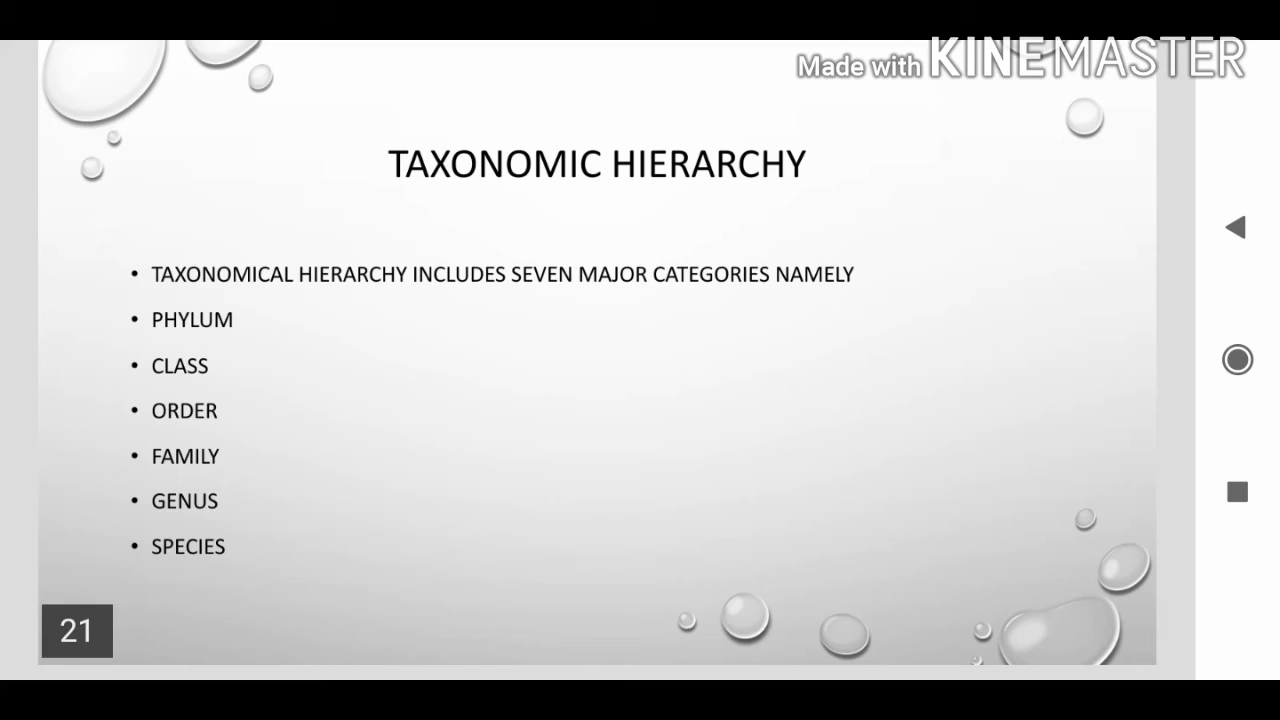 Made with KINEMASTER
TAXONOMIC HIERARCHY
• TAXONOMICAL HIERARCHY INCLUDES SEVEN MAJOR CATEGORIES NAMELY
• PHYLUM
• CLASS
• ORDER
• FAMILY
• GENUS
• SPECIES
21